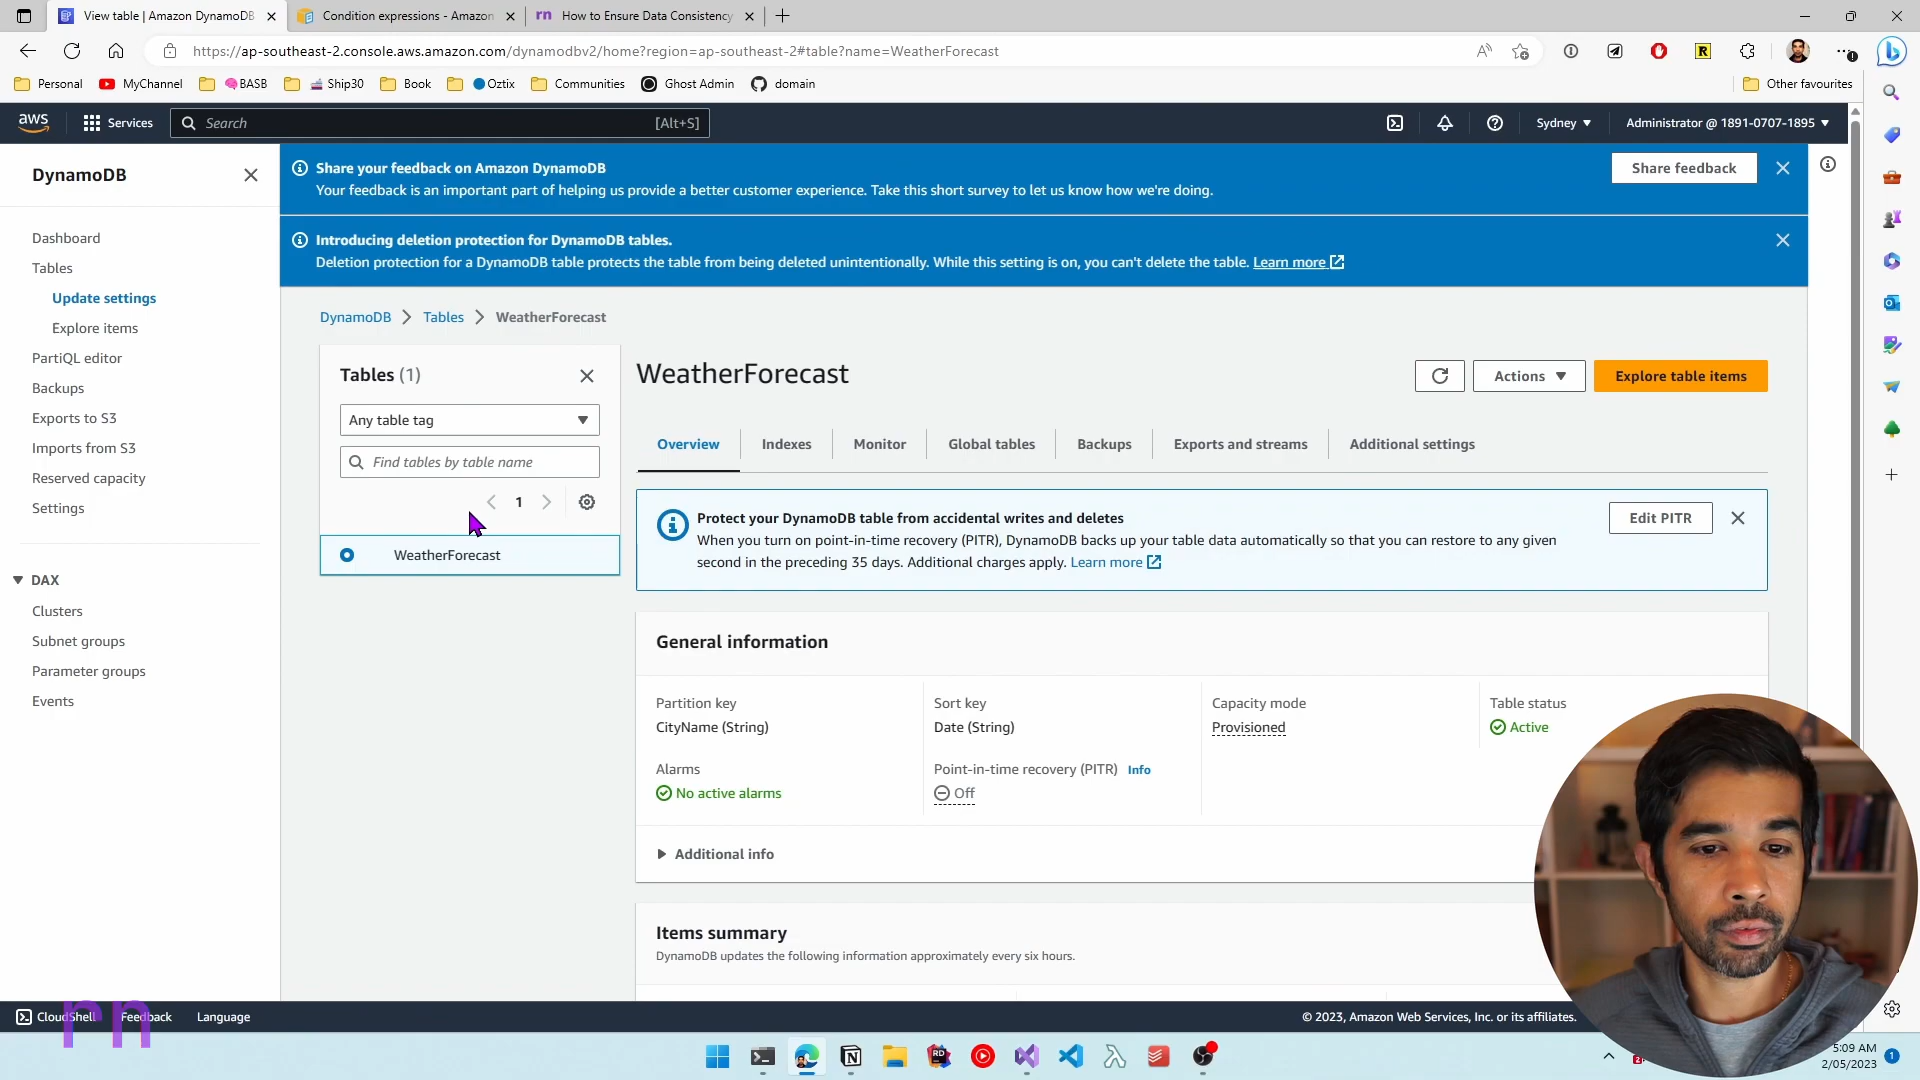 View table | Amazon DynamoDB
Condition expressions - Amazon
rn How to Ensure Data Consistency
https://ap-southeast-2.console.aws.amazon.com/dynamodbv2/home?region=ap-southeast-2#table?name=WeatherForecast
Personal
MyChannel
BASB
Ship30
Book
Oztix
Communities
Ghost Admin
domain
Other favourites
aws
Services
Search
[Alt+S]
Sydney
Administrator @ 1891-0707-1895
DynamoDB
Dashboard
Tables
Update settings
Explore items
PartiQL editor
Backups
Exports to S3
Imports from S3
Reserved capacity
Settings
DAX
Clusters
Subnet groups
Parameter groups
Events
Share your feedback on Amazon DynamoDB
Your feedback is an important part of helping us provide a better customer experience. Take this short survey to let us know how we're doing.
Share feedback
Introducing deletion protection for DynamoDB tables.
Deletion protection for a DynamoDB table protects the table from being deleted unintentionally. While this setting is on, you can't delete the table. Learn more
DynamoDB > Tables > WeatherForecast
Tables (1)
Any table tag
Find tables by table name
1
WeatherForecast
WeatherForecast
Actions
Explore table items
Overview
Indexes
Monitor
Global tables
Backups
Exports and streams
Additional settings
Protect your DynamoDB table from accidental writes and deletes
When you turn on point-in-time recovery (PITR), DynamoDB backs up your table data automatically so that you can restore to any given
second in the preceding 35 days. Additional charges apply. Learn more
Edit PITR
General information
Partition key
CityName (String)
Sort key
Date (String)
Capacity mode
Provisioned
Table status
Active
Alarms
No active alarms
Point-in-time recovery (PITR) Info
Off
Additional info
Items summary
DynamoDB updates the following information approximately every six hours.
CloudShell
Feedback
Language
© 2023, Amazon Web Services, Inc. or its affiliates.
rn
5:09 AM
2/05/2023